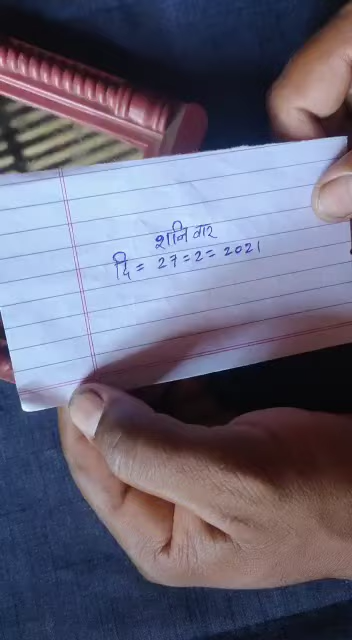 शनिवार
दि = 27=2= 2021